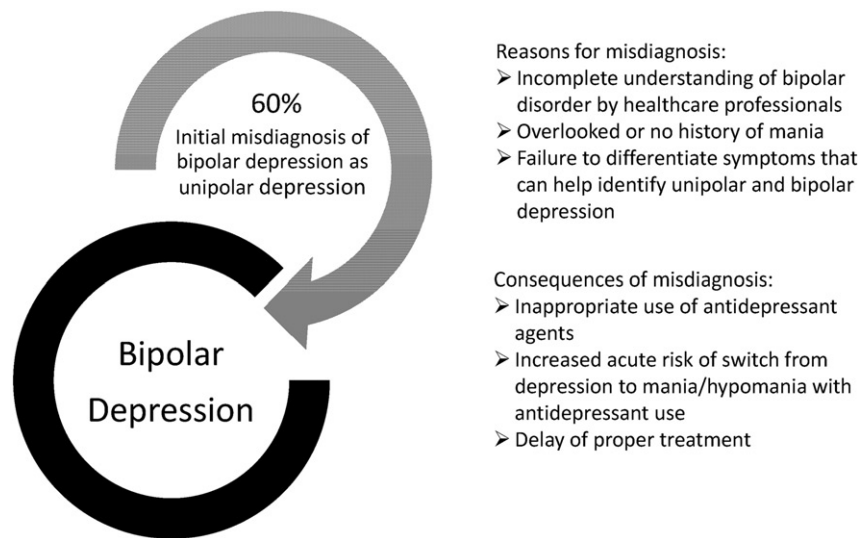 60%
Initial misdiagnosis of
bipolar depression as
unipolar depression
Bipolar
Depression
Reasons for misdiagnosis:
➤ Incomplete understanding of bipolar
disorder by healthcare professionals
➤ Overlooked or no history of mania
➤ Failure to differentiate symptoms that
can help identify unipolar and bipolar
depression
Consequences of misdiagnosis:
➤ Inappropriate use of antidepressant
agents
➤ Increased acute risk of switch from
depression to mania/hypomania with
antidepressant use
➤ Delay of proper treatment